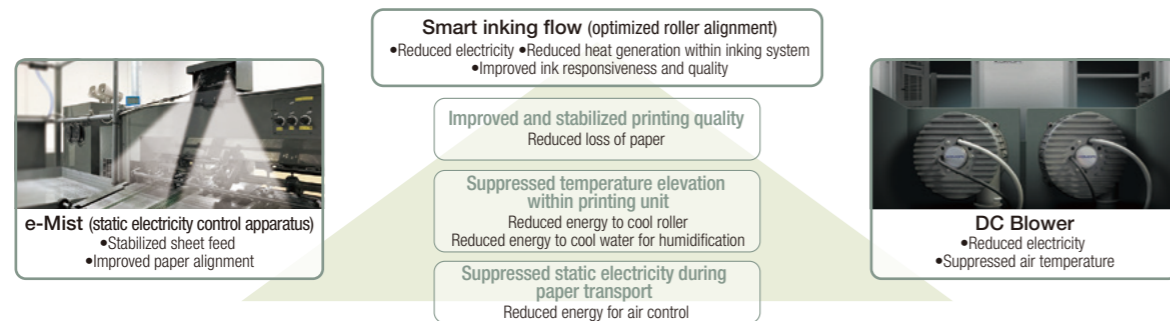 Smart inking flow (optimized roller alignment)
•Reduced electricity •Reduced heat generation within inking system
•Improved ink responsiveness and quality
Improved and stabilized printing quality
Reduced loss of paper
Suppressed temperature elevation
within printing unit
Reduced energy to cool roller
Reduced energy to cool water for humidification
Suppressed static electricity during
paper transport
Reduced energy for air control
e-Mist (static electricity control apparatus)
•Stabilized sheet feed
•Improved paper alignment
DC Blower
•Reduced electricity
•Suppressed air temperature